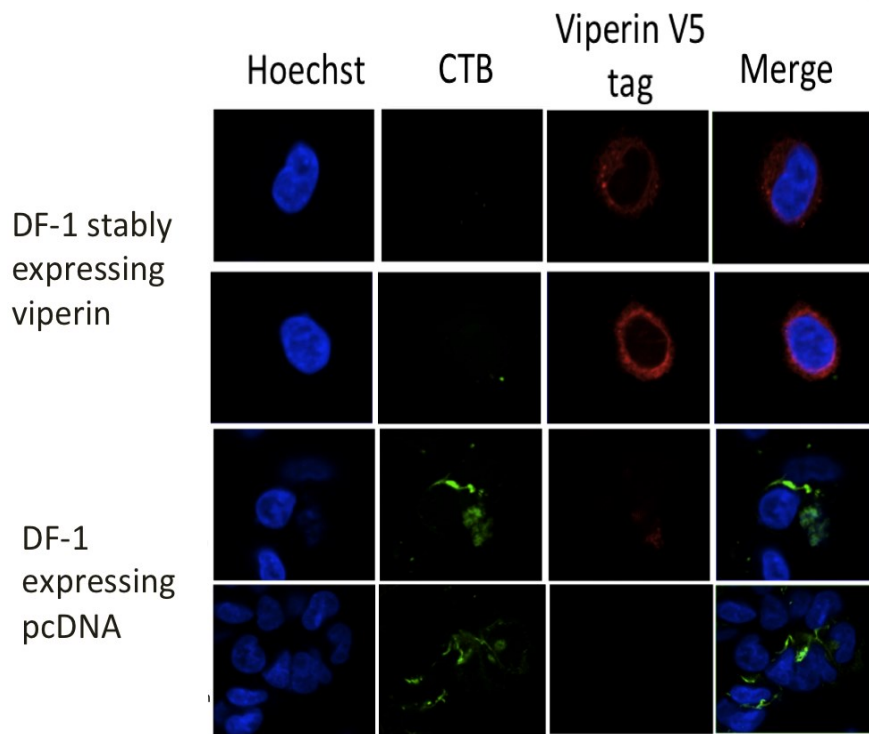 Hoechst
CTB
Viperin V5
tag
Merge
DF-1 stably
expressing
viperin
DF-1
expressing
pcDNA